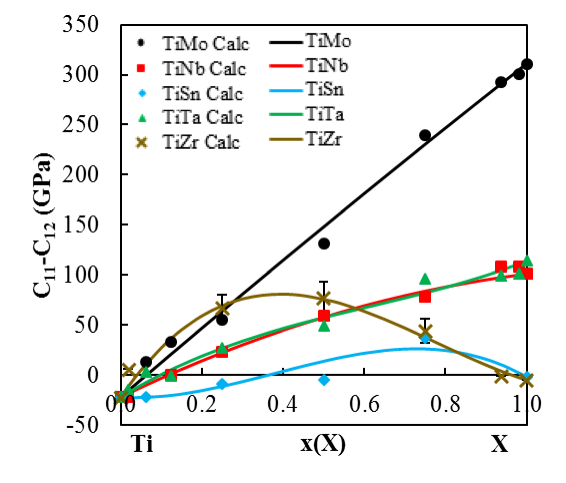 350
300
250
200
150
100
50
0
-50
C₁₁-C₁₂ (GPa)
TiMo Calc
TiNb Calc
TiSn Calc
TiTa Calc
TiZr Calc
TiMo
TiNb
TiSn
TiTa
TiZr
0.0 0.2 0.4 0.6 0.8 1.0
Ti x(X) X